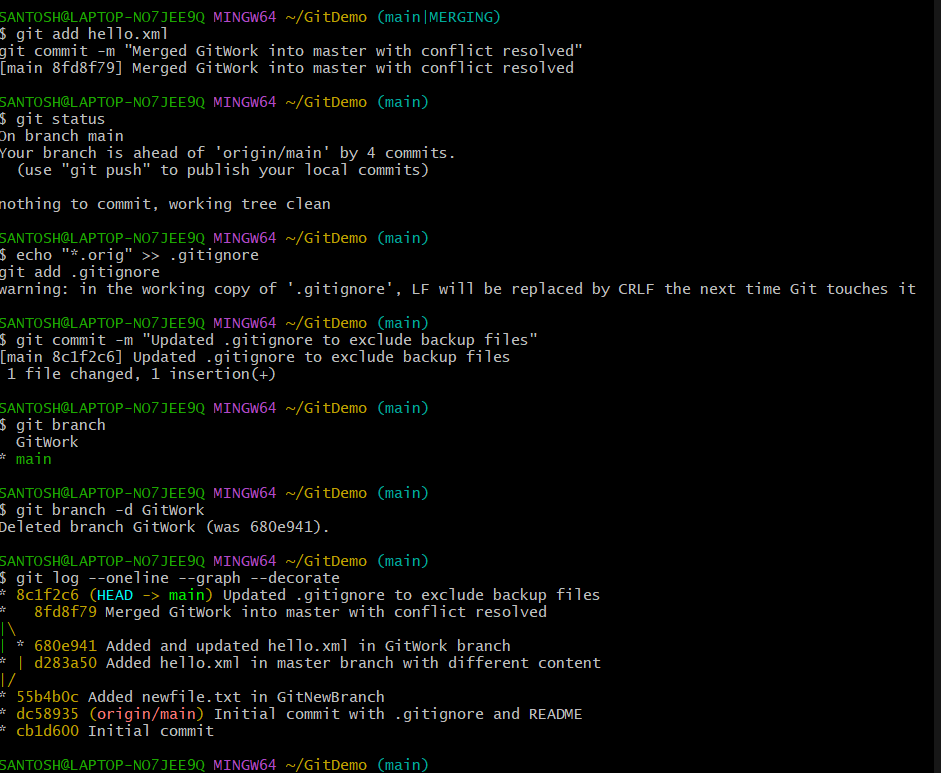 SANTOSH@LAPTOP-NO7JEE9Q MINGW64 ~/GitDemo (main|MERGING)
$ git add hello.xml
git commit -m "Merged GitWork into master with conflict resolved"
[main 8fd8f79] Merged GitWork into master with conflict resolved

SANTOSH@LAPTOP-NO7JEE9Q MINGW64 ~/GitDemo (main)
$ git status
On branch main
Your branch is ahead of 'origin/main' by 4 commits.
  (use "git push" to publish your local commits)

nothing to commit, working tree clean

SANTOSH@LAPTOP-NO7JEE9Q MINGW64 ~/GitDemo (main)
$ echo "*.orig" >> .gitignore
git add .gitignore
warning: in the working copy of '.gitignore', LF will be replaced by CRLF the next time Git touches it

SANTOSH@LAPTOP-NO7JEE9Q MINGW64 ~/GitDemo (main)
$ git commit -m "Updated .gitignore to exclude backup files"
[main 8c1f2c6] Updated .gitignore to exclude backup files
 1 file changed, 1 insertion(+)

SANTOSH@LAPTOP-NO7JEE9Q MINGW64 ~/GitDemo (main)
$ git branch
  GitWork
* main

SANTOSH@LAPTOP-NO7JEE9Q MINGW64 ~/GitDemo (main)
$ git branch -d GitWork
Deleted branch GitWork (was 680e941).

SANTOSH@LAPTOP-NO7JEE9Q MINGW64 ~/GitDemo (main)
$ git log --oneline --graph --decorate
* 8c1f2c6 (HEAD -> main) Updated .gitignore to exclude backup files
*   8fd8f79 Merged GitWork into master with conflict resolved
|\
| * 680e941 Added and updated hello.xml in GitWork branch
* | d283a50 Added hello.xml in master branch with different content
|/
* 55b4b0c Added newfile.txt in GitNewBranch
* dc58935 (origin/main) Initial commit with .gitignore and README
* cb1d600 Initial commit

SANTOSH@LAPTOP-NO7JEE9Q MINGW64 ~/GitDemo (main)